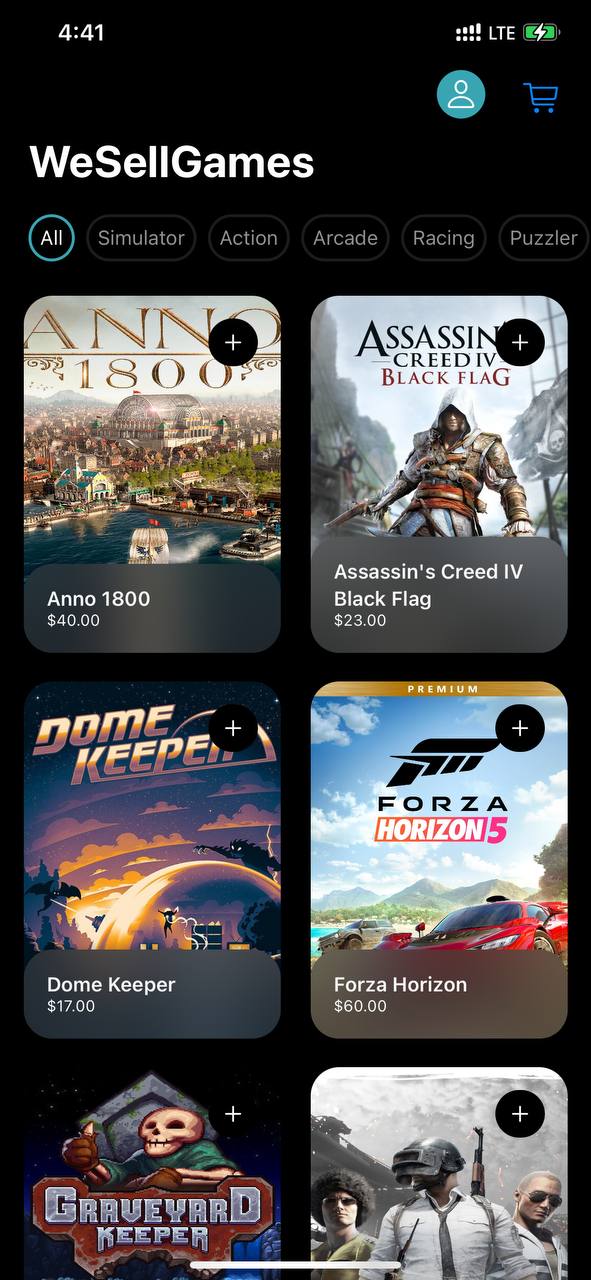 4:41
LTE
WeSellGames
All
Simulator
Action
Arcade
Racing
Puzzler
ANNO
1800
ASSASSIN'
CREED IV
BLACK FLAG
Anno 1800
$40.00
Assassin's Creed IV
Black Flag
$23.00
DOME
KEEPER
PREMIUM
FORZA
HORIZON 5
Dome Keeper
$17.00
Forza Horizon
$60.00
GRAVEYARD
KEEPER